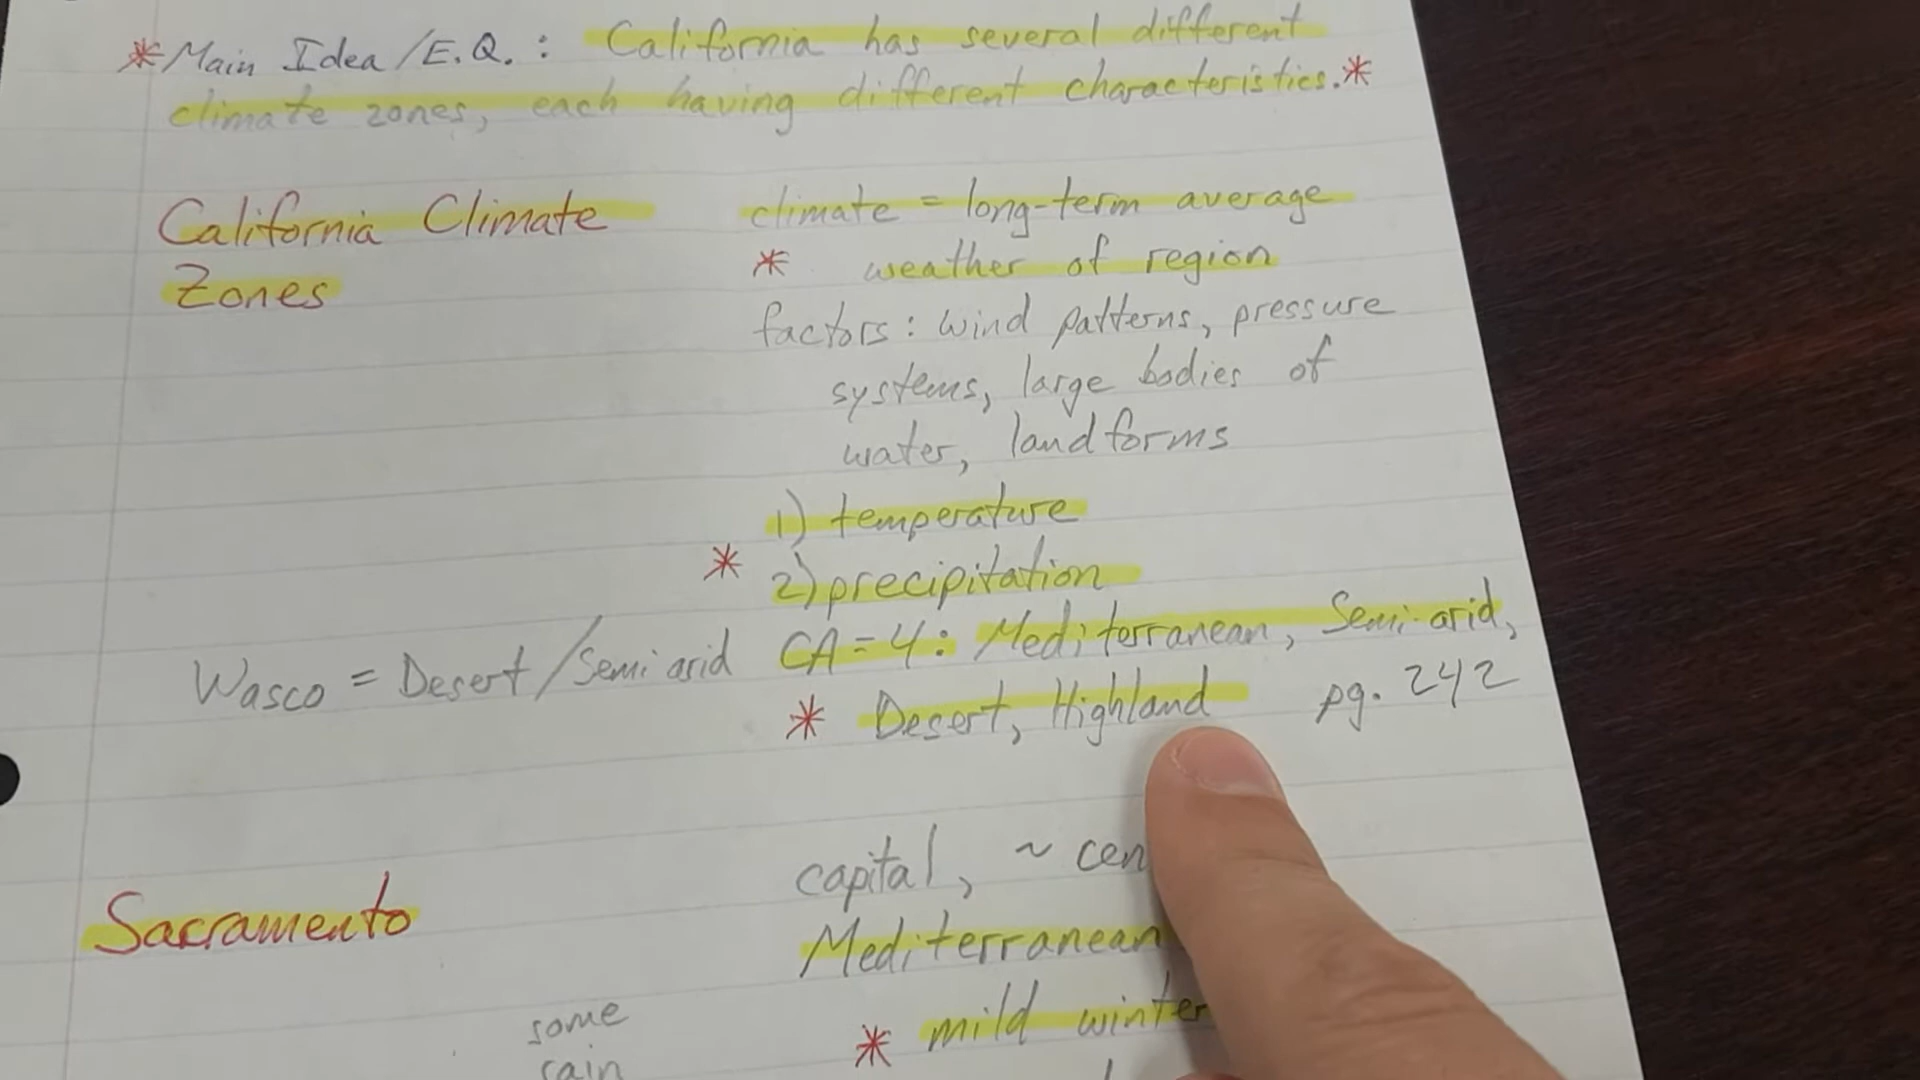 *Main Idea/E.Q.: California has several different
climate zones, each having different characteristics.*
California Climate
Zones
climate = long-term average
* weather of region
factors: wind patterns, pressure
systems, large bodies of
water, landforms
1) temperature
* 2) precipitation
Wasco = Desert/Semiarid
CA=4: Mediterranean, Semi-arid,
* Desert, Highland pg. 242
Sacramento
capital, ~ cen
Mediterranean
some
rain
* mild winter